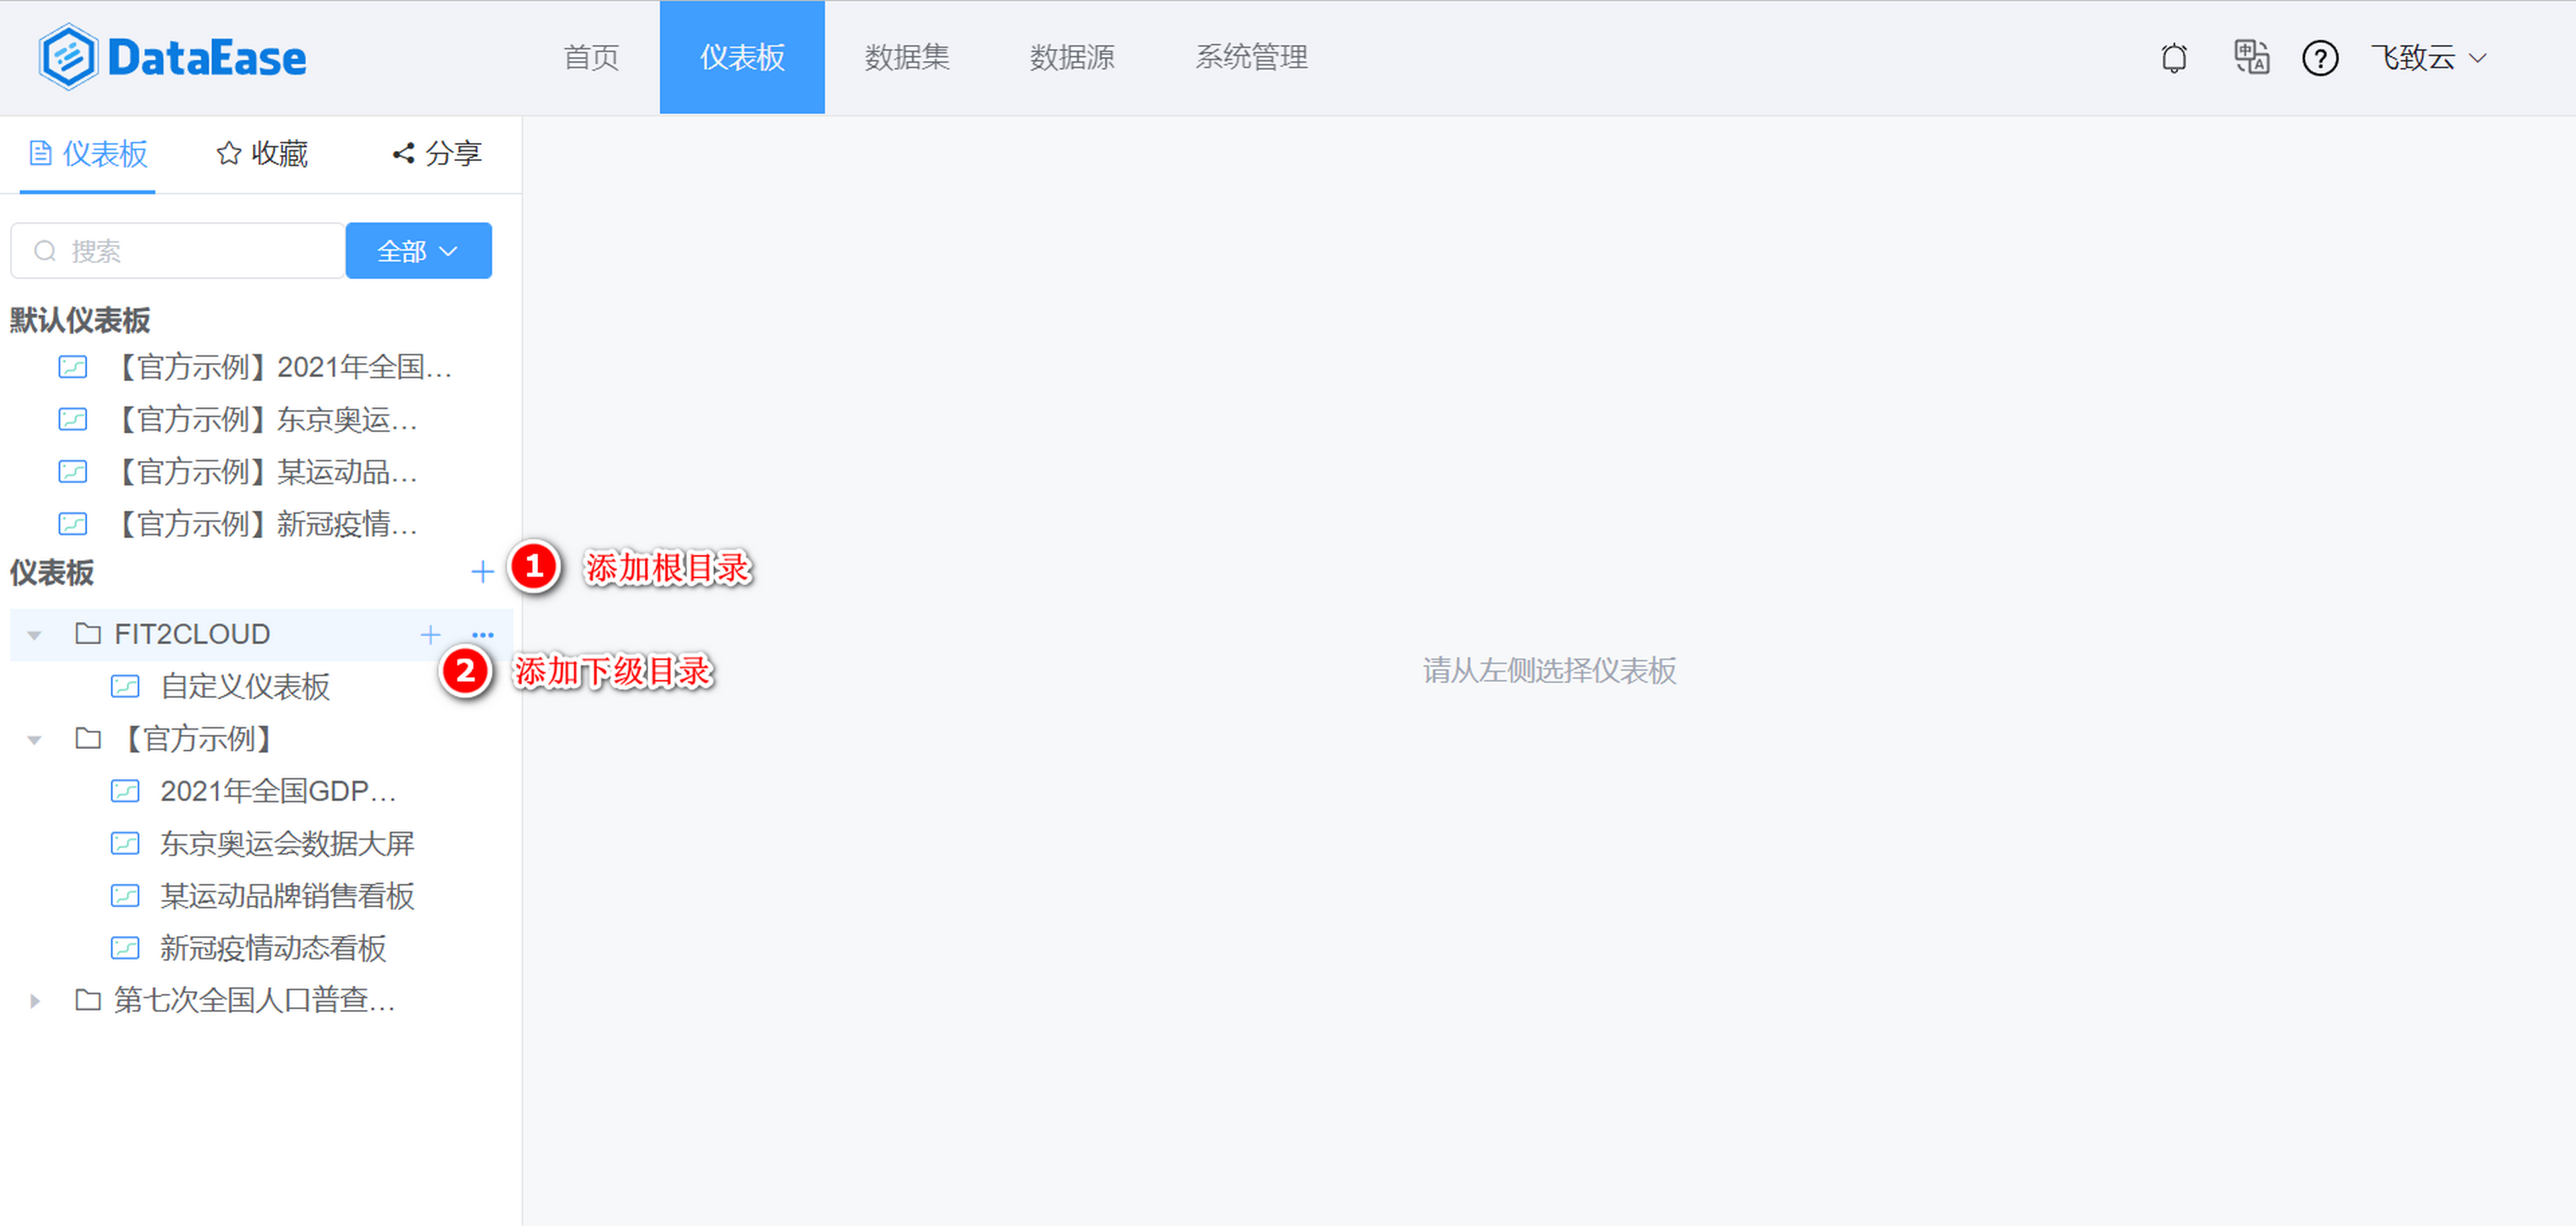 DataEase 首页 仪表板 数据集 数据源 系统管理 飞致云
仪表板 收藏 分享
搜索 全部
默认仪表板
【官方示例】2021年全国...
【官方示例】东京奥运...
【官方示例】某运动品...
【官方示例】新冠疫情...
仪表板 1 添加根目录
FIT2CLOUD
2 添加下级目录
请从左侧选择仪表板
自定义仪表板
【官方示例】
2021年全国GDP...
东京奥运会数据大屏
某运动品牌销售看板
新冠疫情动态看板
第七次全国人口普查...